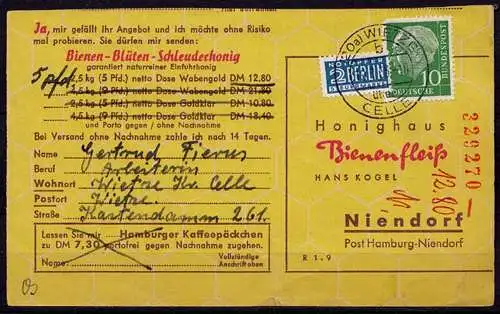 Ja, mir gefällt Ihr Angebot und ich möchte ohne Risiko
mal probieren. Sie dürfen mir senden:
Bienen-Blüten-Schleuderhonig
garantiert naturreiner Einfuhrhonig
5 Pfd.
2,5 kg (5 Pfd.) netto Dose Wabengold DM 12.80
4,5 kg (9 Pfd.) netto Dose Wabengold DM 21.80
2,5 kg (5 Pfd.) netto Dose Goldklar DM 10.80
4,5 kg (9 Pfd.) netto Dose Goldklar DM 18.40
und Porto gegen / ohne Nachnahme
Bei Versand ohne Nachnahme zahle ich nach 14 Tagen.
Name Gertrud
Beruf Arbeiterin
Wohnort Wietze Kr. Celle
Postort Wietze.
Straße 261.
Lassen Sie mir Hamburger Kaffeepäckchen
zu DM 7,30 portofrei gegen Nachnahme zugehen.
Name:
Vollständige
Anschrift oben
NOTOPFER
2 BERLIN
STEUERMARKE
CELLE
10
DEUTSCHE
BUNDESPOST
Honighaus
Bienenfleiß
HANS KOGEL
Niendorf
Post Hamburg-Niendorf
R 1.9
329270
12.80